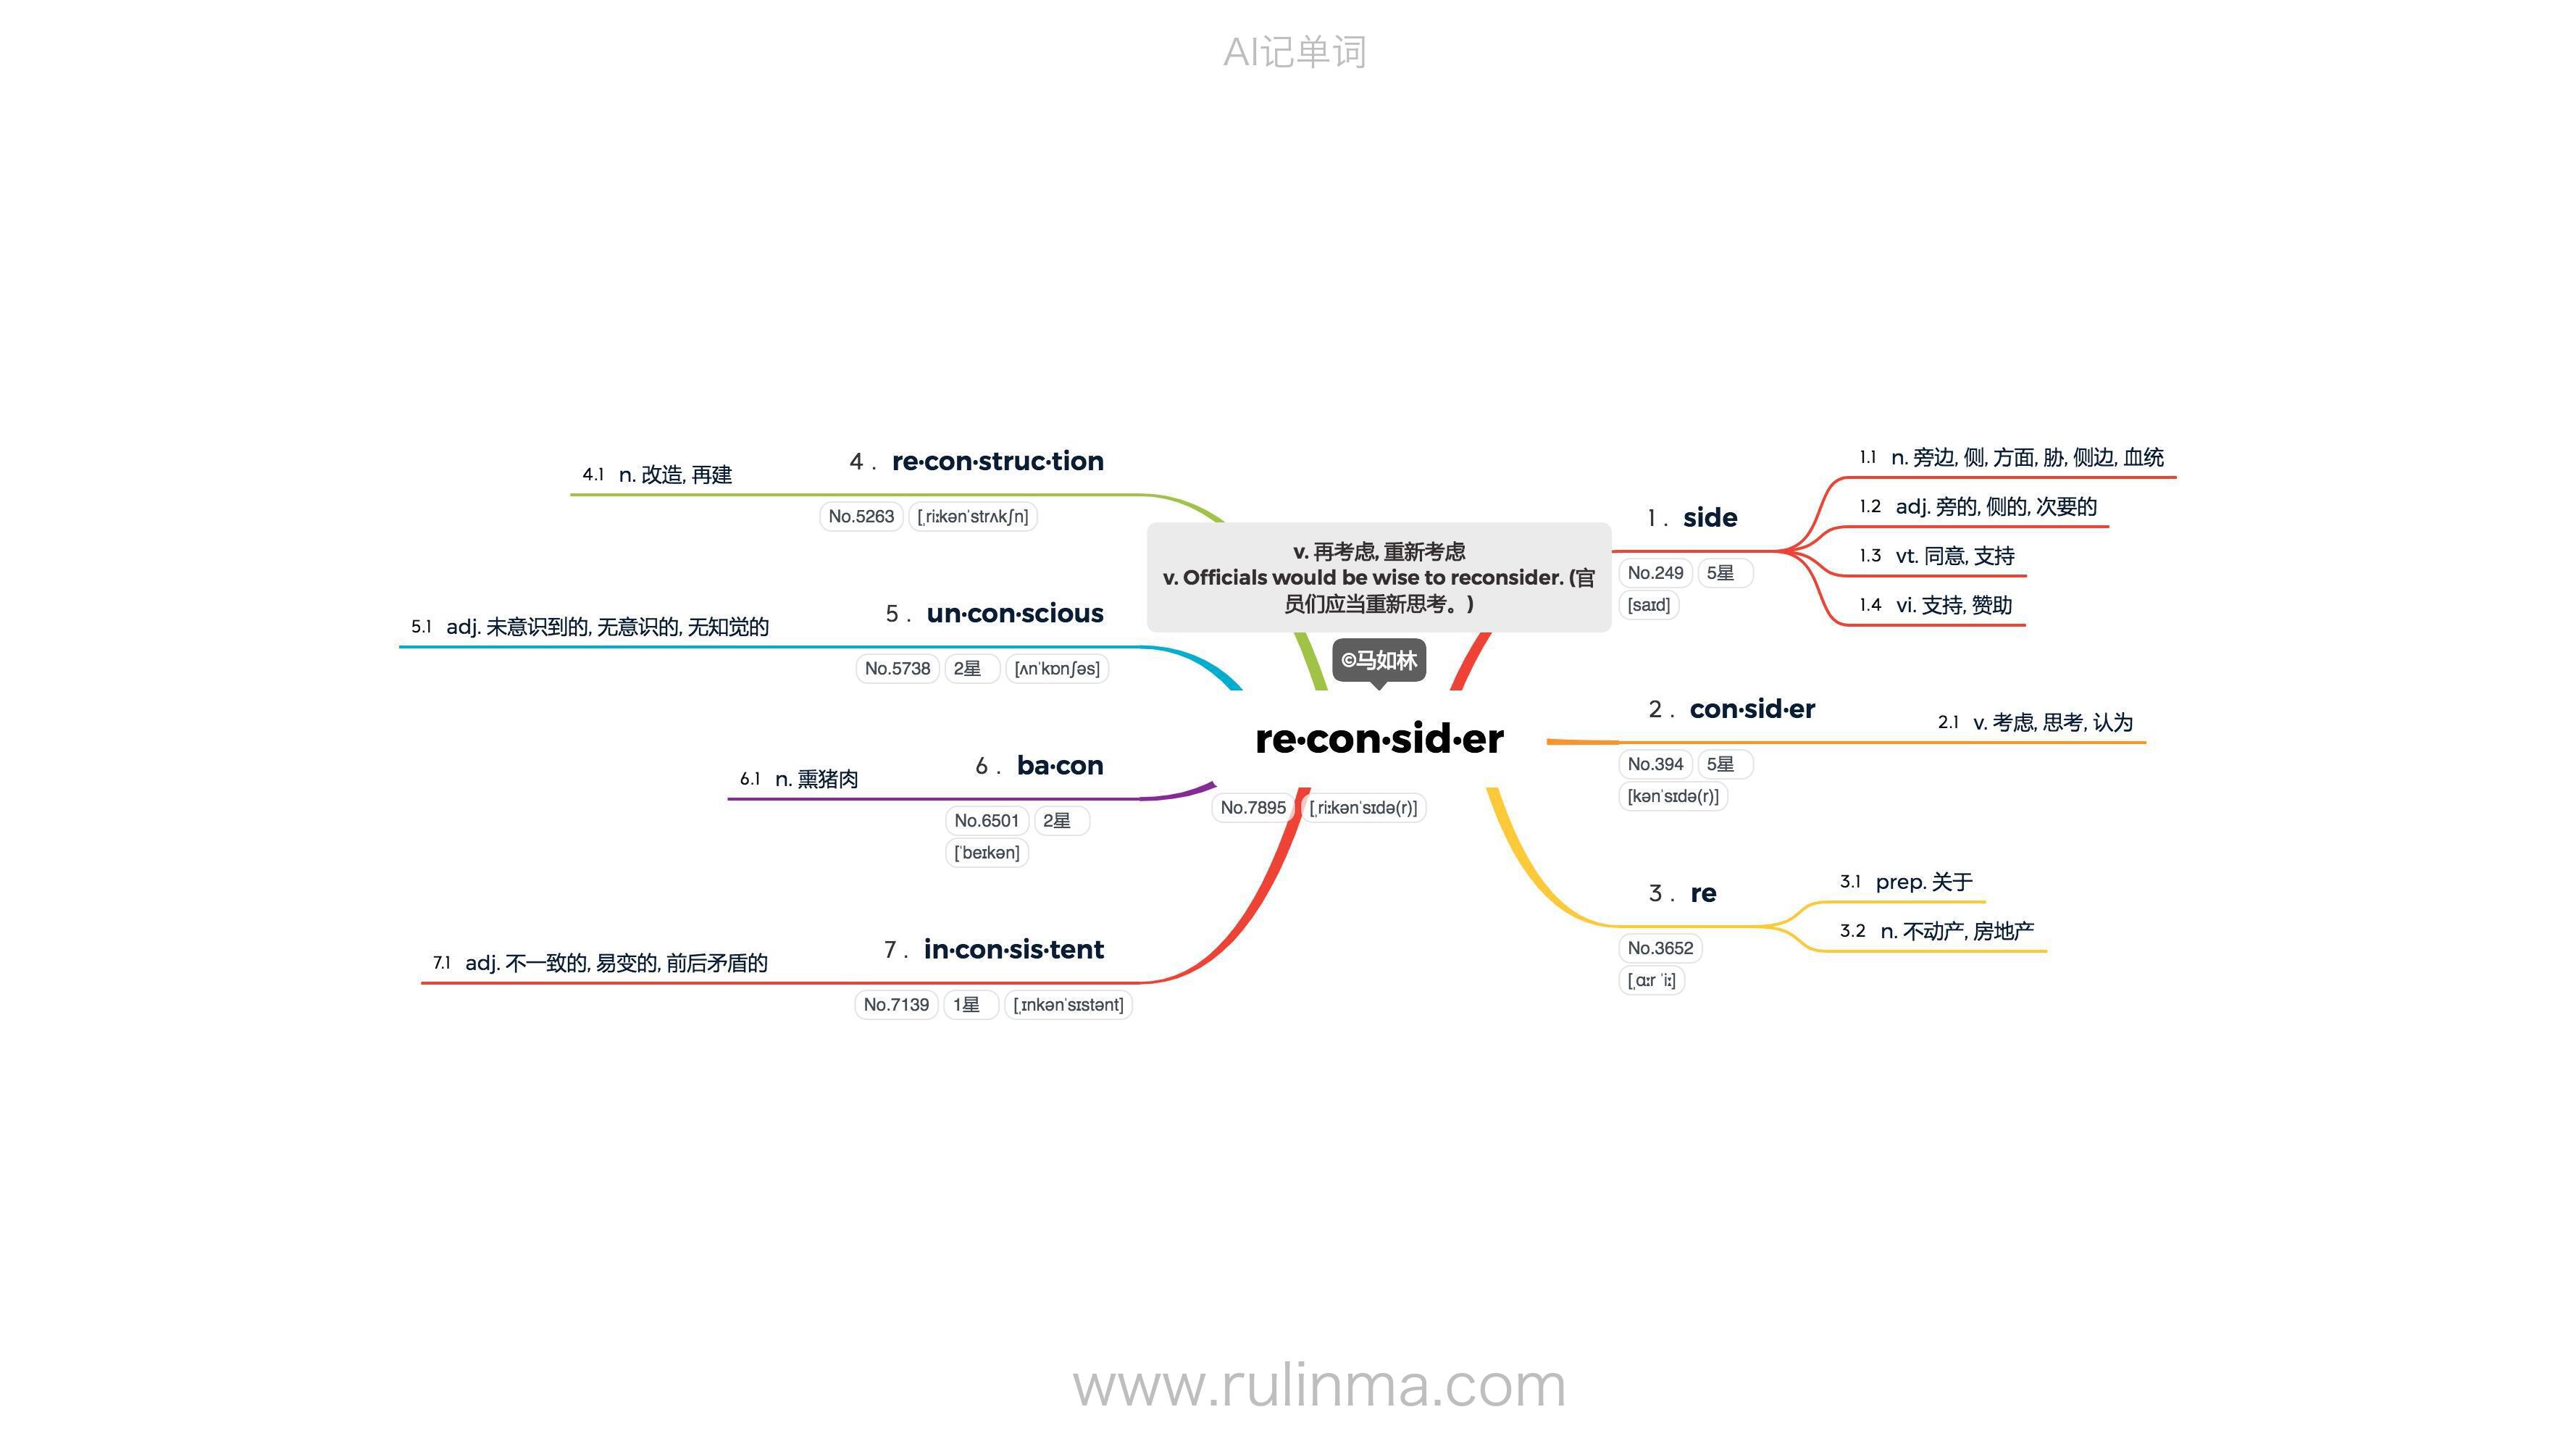 AI记单词
v. 再考虑, 重新考虑
v. Officials would be wise to reconsider. (官
员们应当重新思考。)
©马如林
re·con·sid·er
No.7895 [ˌriːkənˈsɪdə(r)]
1 . side
No.249 5星
[saɪd]
1.1 n. 旁边, 侧, 方面, 胁, 侧边, 血统
1.2 adj. 旁的, 侧的, 次要的
1.3 vt. 同意, 支持
1.4 vi. 支持, 赞助
2 . con·sid·er
No.394 5星
[kənˈsɪdə(r)]
2.1 v. 考虑, 思考, 认为
3 . re
No.3652
[ˌɑːr ˈiː]
3.1 prep. 关于
3.2 n. 不动产, 房地产
4 . re·con·struc·tion
No.5263 [ˌriːkənˈstrʌkʃn]
4.1 n. 改造, 再建
5 . un·con·scious
No.5738 2星 [ʌnˈkɒnʃəs]
5.1 adj. 未意识到的, 无意识的, 无知觉的
6 . ba·con
No.6501 2星
[ˈbeɪkən]
6.1 n. 熏猪肉
7 . in·con·sis·tent
No.7139 1星 [ˌɪnkənˈsɪstənt]
7.1 adj. 不一致的, 易变的, 前后矛盾的
www.rulinma.com